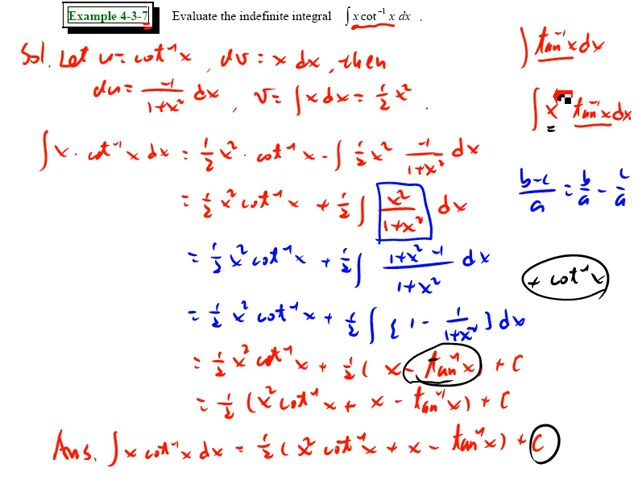 Example 4-3-7 Evaluate the indefinite integral ∫ x cot⁻¹ x dx .
Sol. Let u = cot⁻¹x , dv = x dx , then
du = -1/(1+x²) dx , v = ∫ x dx = ½ x² .
∫ x · cot⁻¹x dx = ½ x² · cot⁻¹x - ∫ ½ x² -1/(1+x²) dx
= ½ x² cot⁻¹x + ½ ∫ x²/(1+x²) dx
= ½ x² cot⁻¹x + ½ ∫ (1+x²-1)/(1+x²) dx
= ½ x² cot⁻¹x + ½ ∫ { 1 - 1/(1+x²) } dx
= ½ x² cot⁻¹x + ½ ( x - tan⁻¹x ) + C
= ½ ( x² cot⁻¹x + x - tan⁻¹x ) + C
Ans. ∫ x cot⁻¹x dx = ½ ( x² cot⁻¹x + x - tan⁻¹x ) + C
) tan⁻¹x dx
∫ x tan⁻¹x dx
(b-c)/a = b/a - c/a
+ cot⁻¹x